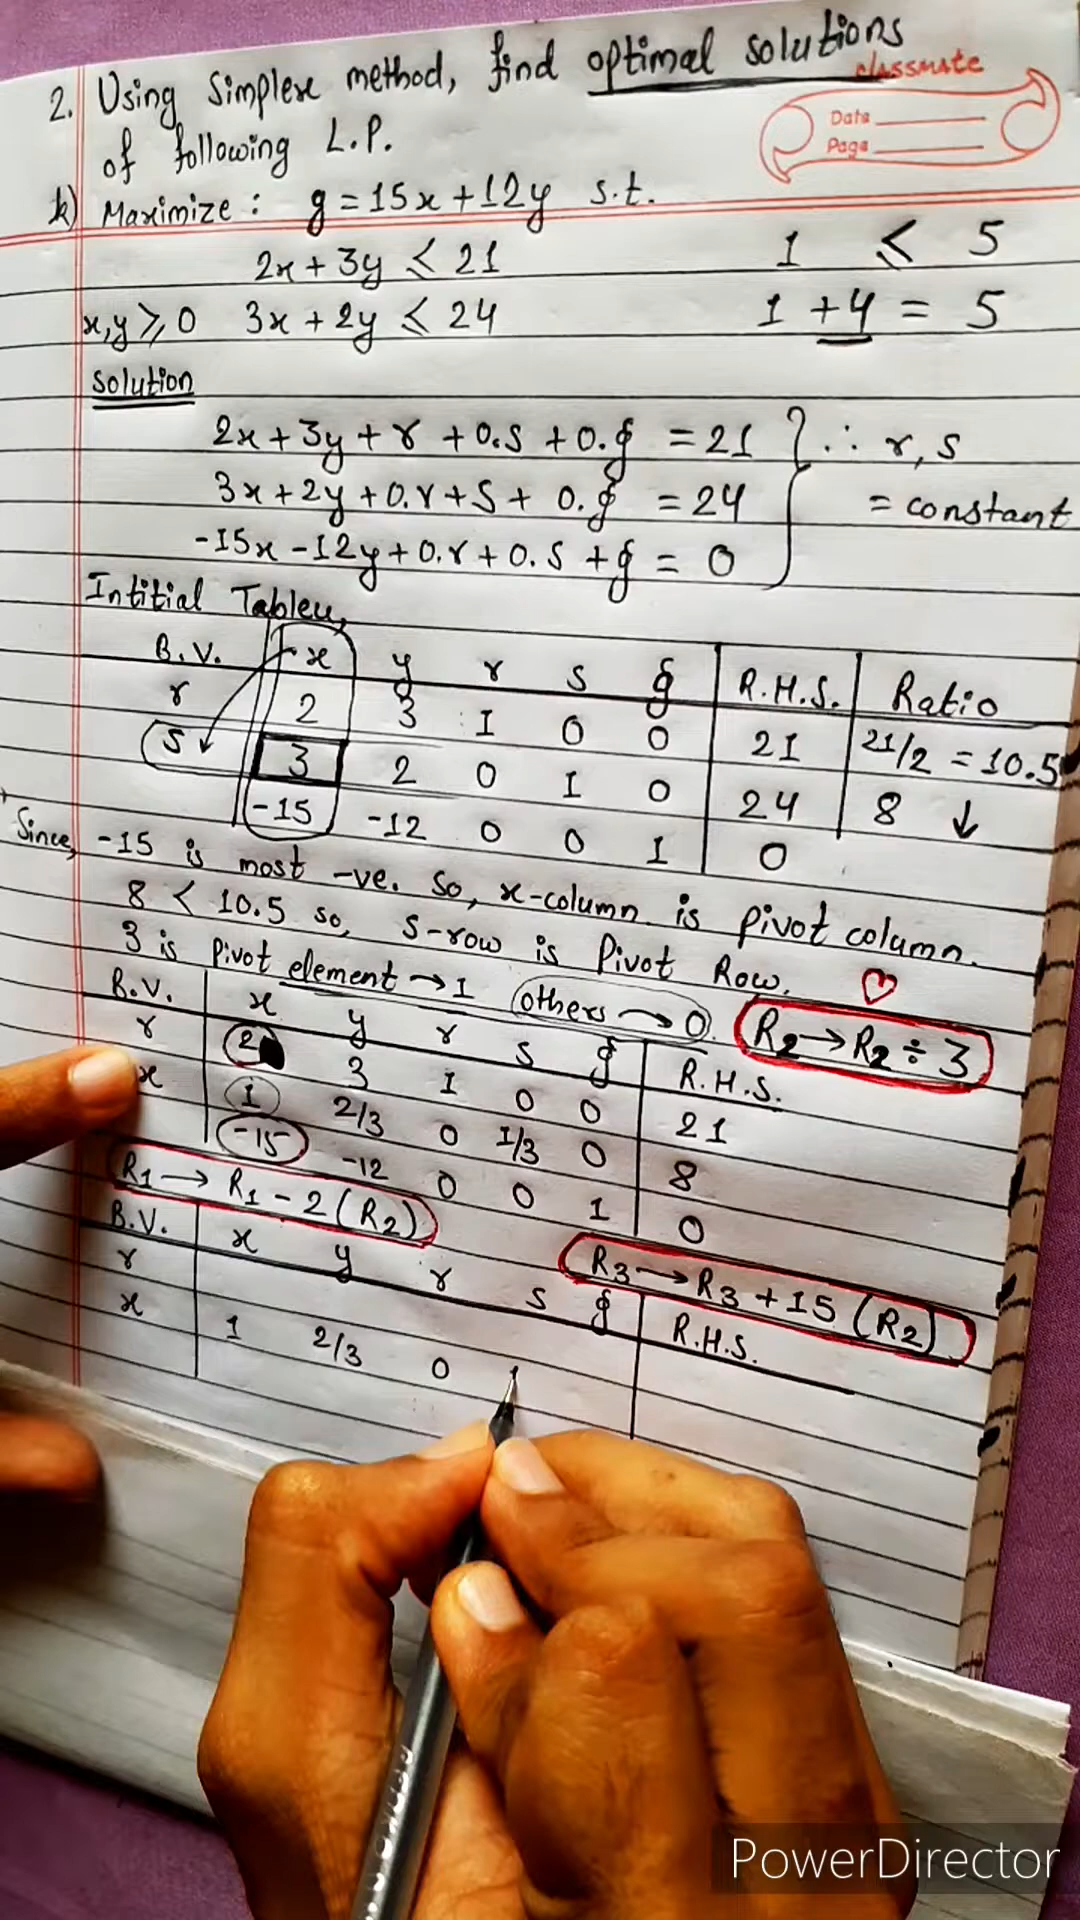 2. Using Simplex method, find optimal solutions
classmate
of following L.P.
Date
Page
k) Maximize: f = 15x + 12y s.t.
2x + 3y ≤ 21
1 ≤ 5
x,y ≥ 0 3x + 2y ≤ 24
1 + 4 = 5
Solution
2x + 3y + r + 0.s + 0.f = 21 } ∴ r, s
3x + 2y + 0.r + s + 0.f = 24 = constant
-15x - 12y + 0.r + 0.s + f = 0
Intitial Tableu,
B.V. x y r s f R.H.S. Ratio
r 2 3 1 0 0 21 21/2 = 10.5
s 3 2 0 1 0 24 8 ↓
-15 -12 0 0 1 0
Since, -15 is most -ve. So, x-column is pivot column.
8 < 10.5 so, s-row is Pivot Row.
3 is pivot element → 1 others → 0 R2 → R2 ÷ 3
B.V. x y r s f R.H.S.
r 2 3 1 0 0 21
x 1 2/3 0 1/3 0 8
-15 -12 0 0 1 0
R1 → R1 - 2 (R2)
R3 → R3 + 15 (R2)
B.V. x y r s f R.H.S.
r
x 1 2/3 0 1
PowerDirector